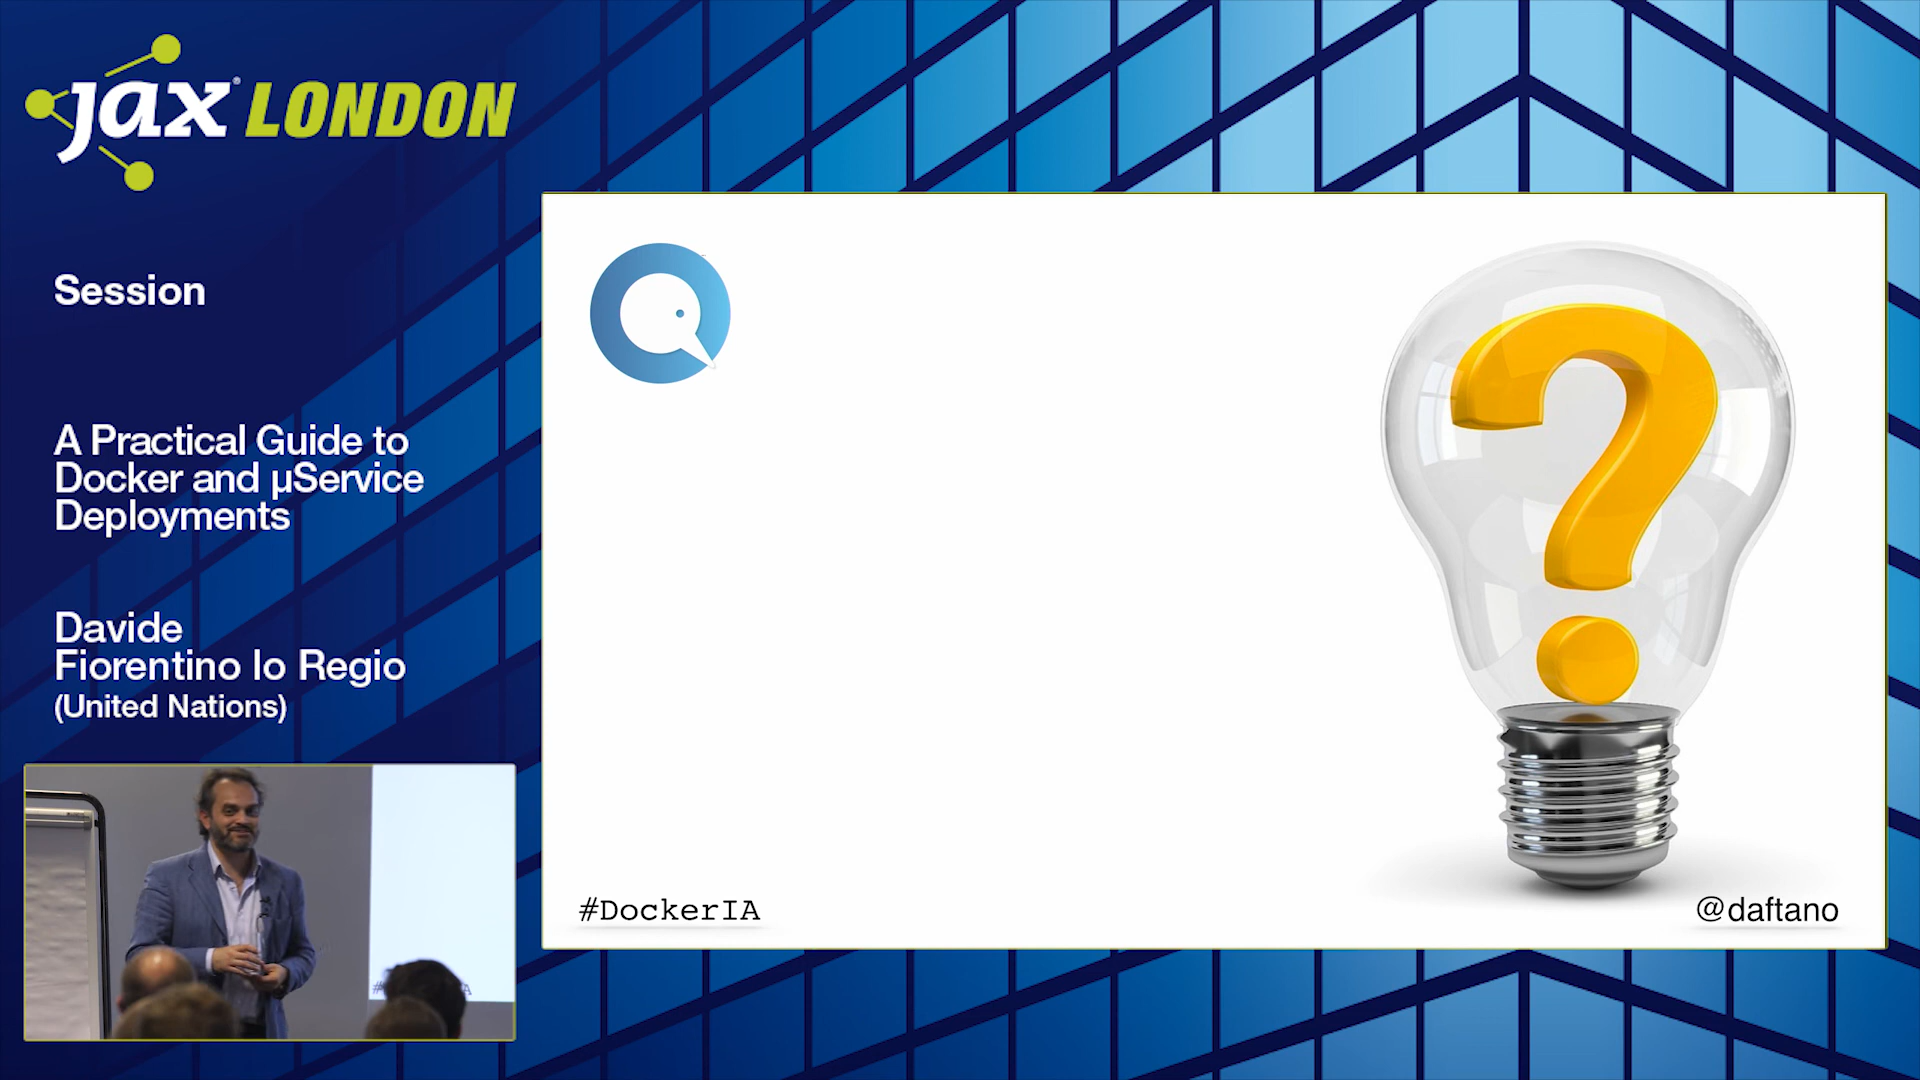 jax® LONDON
Session
A Practical Guide to
Docker and µService
Deployments
Davide
Fiorentino lo Regio
(United Nations)
#DockerIA
@daftano